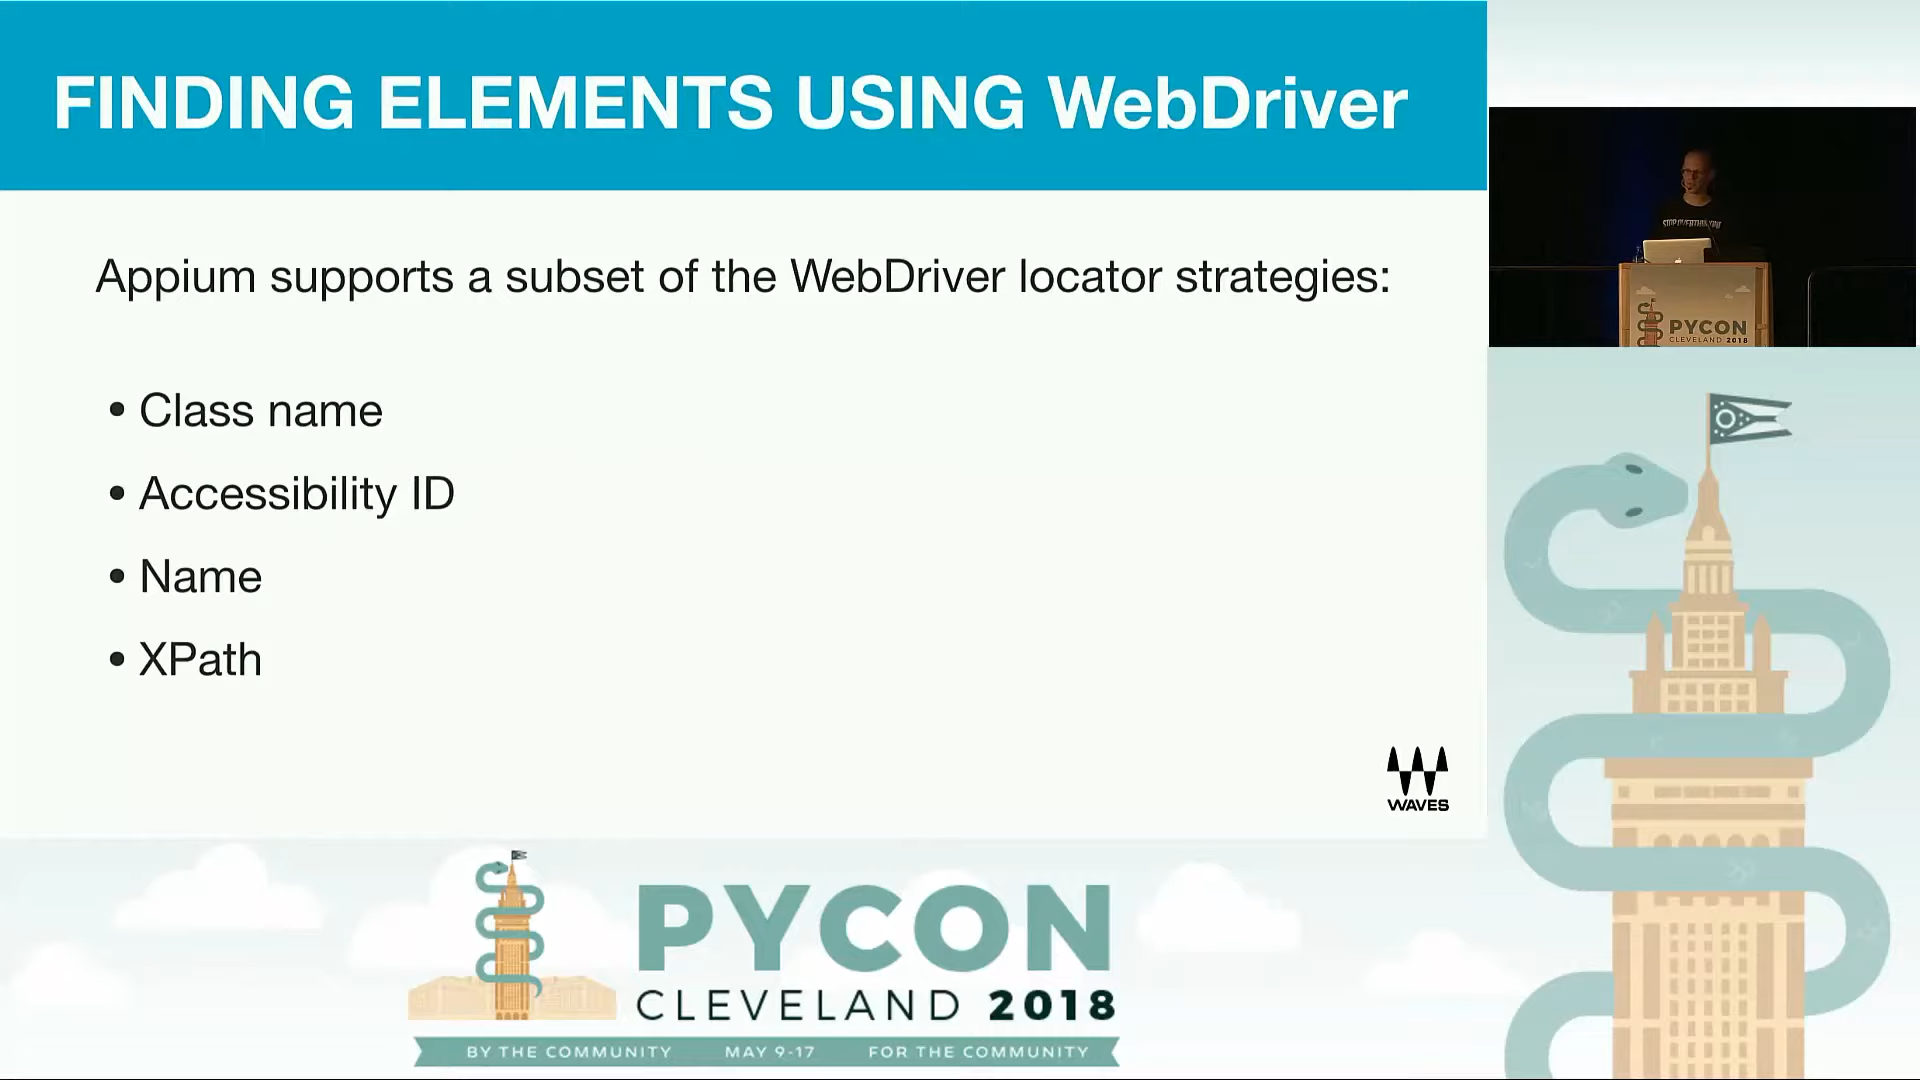 FINDING ELEMENTS USING WebDriver
Appium supports a subset of the WebDriver locator strategies:
• Class name
• Accessibility ID
• Name
• XPath
WAVES
PYCON
CLEVELAND 2018
PYCON
CLEVELAND 2018
BY THE COMMUNITY MAY 9-17 FOR THE COMMUNITY